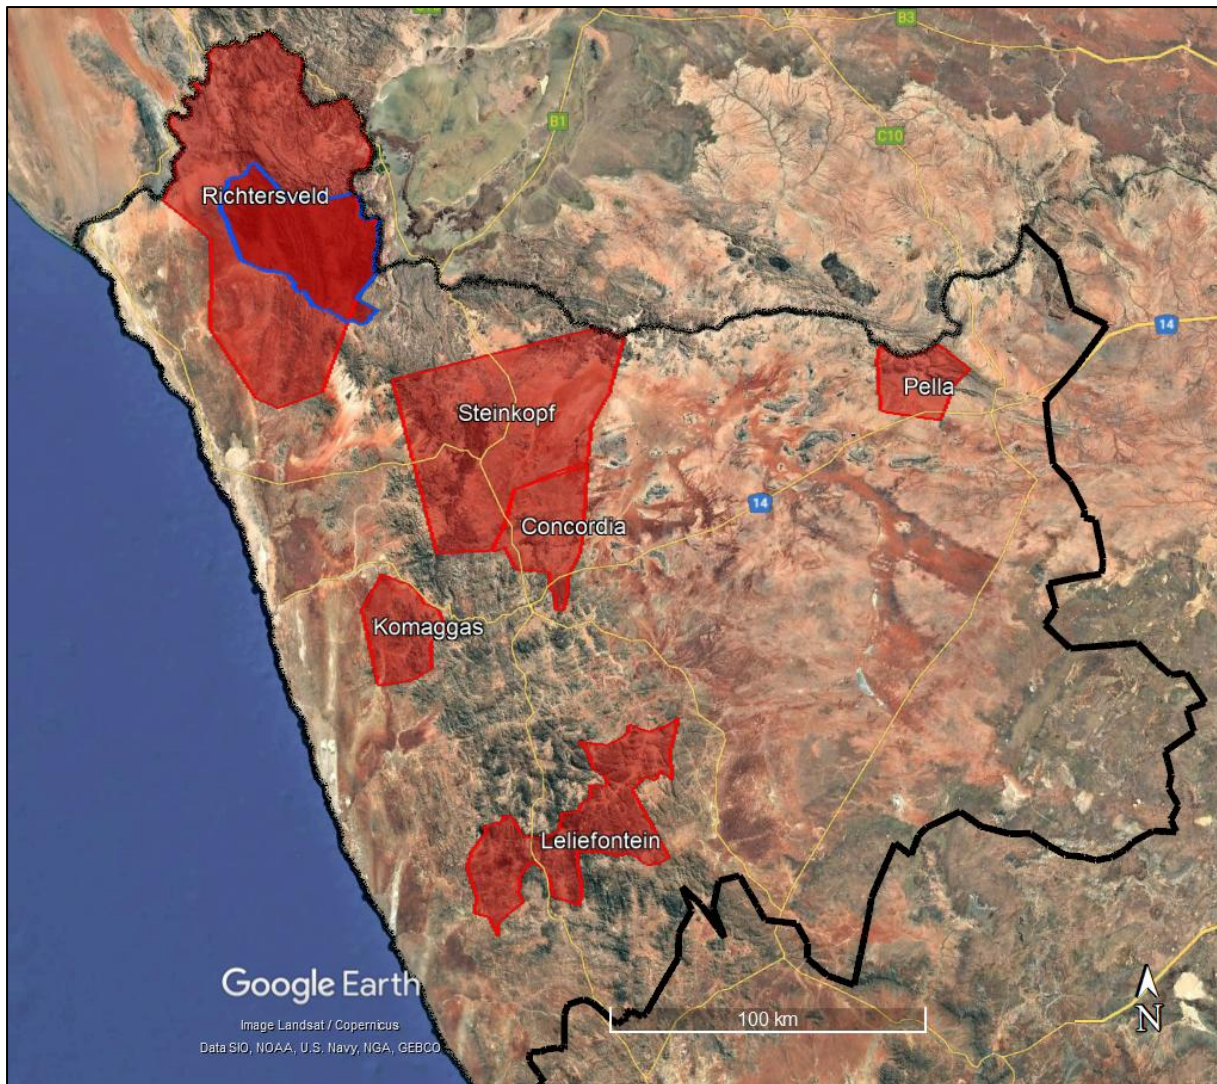 B3
B1
C10
Richtersveld
14
Pella
Steinkopf
14
Concordia
Komaggas
Leliefontein
Google Earth
Image Landsat / Copernicus
Data SIO, NOAA, U.S. Navy, NGA, GEBCO
100 km
N